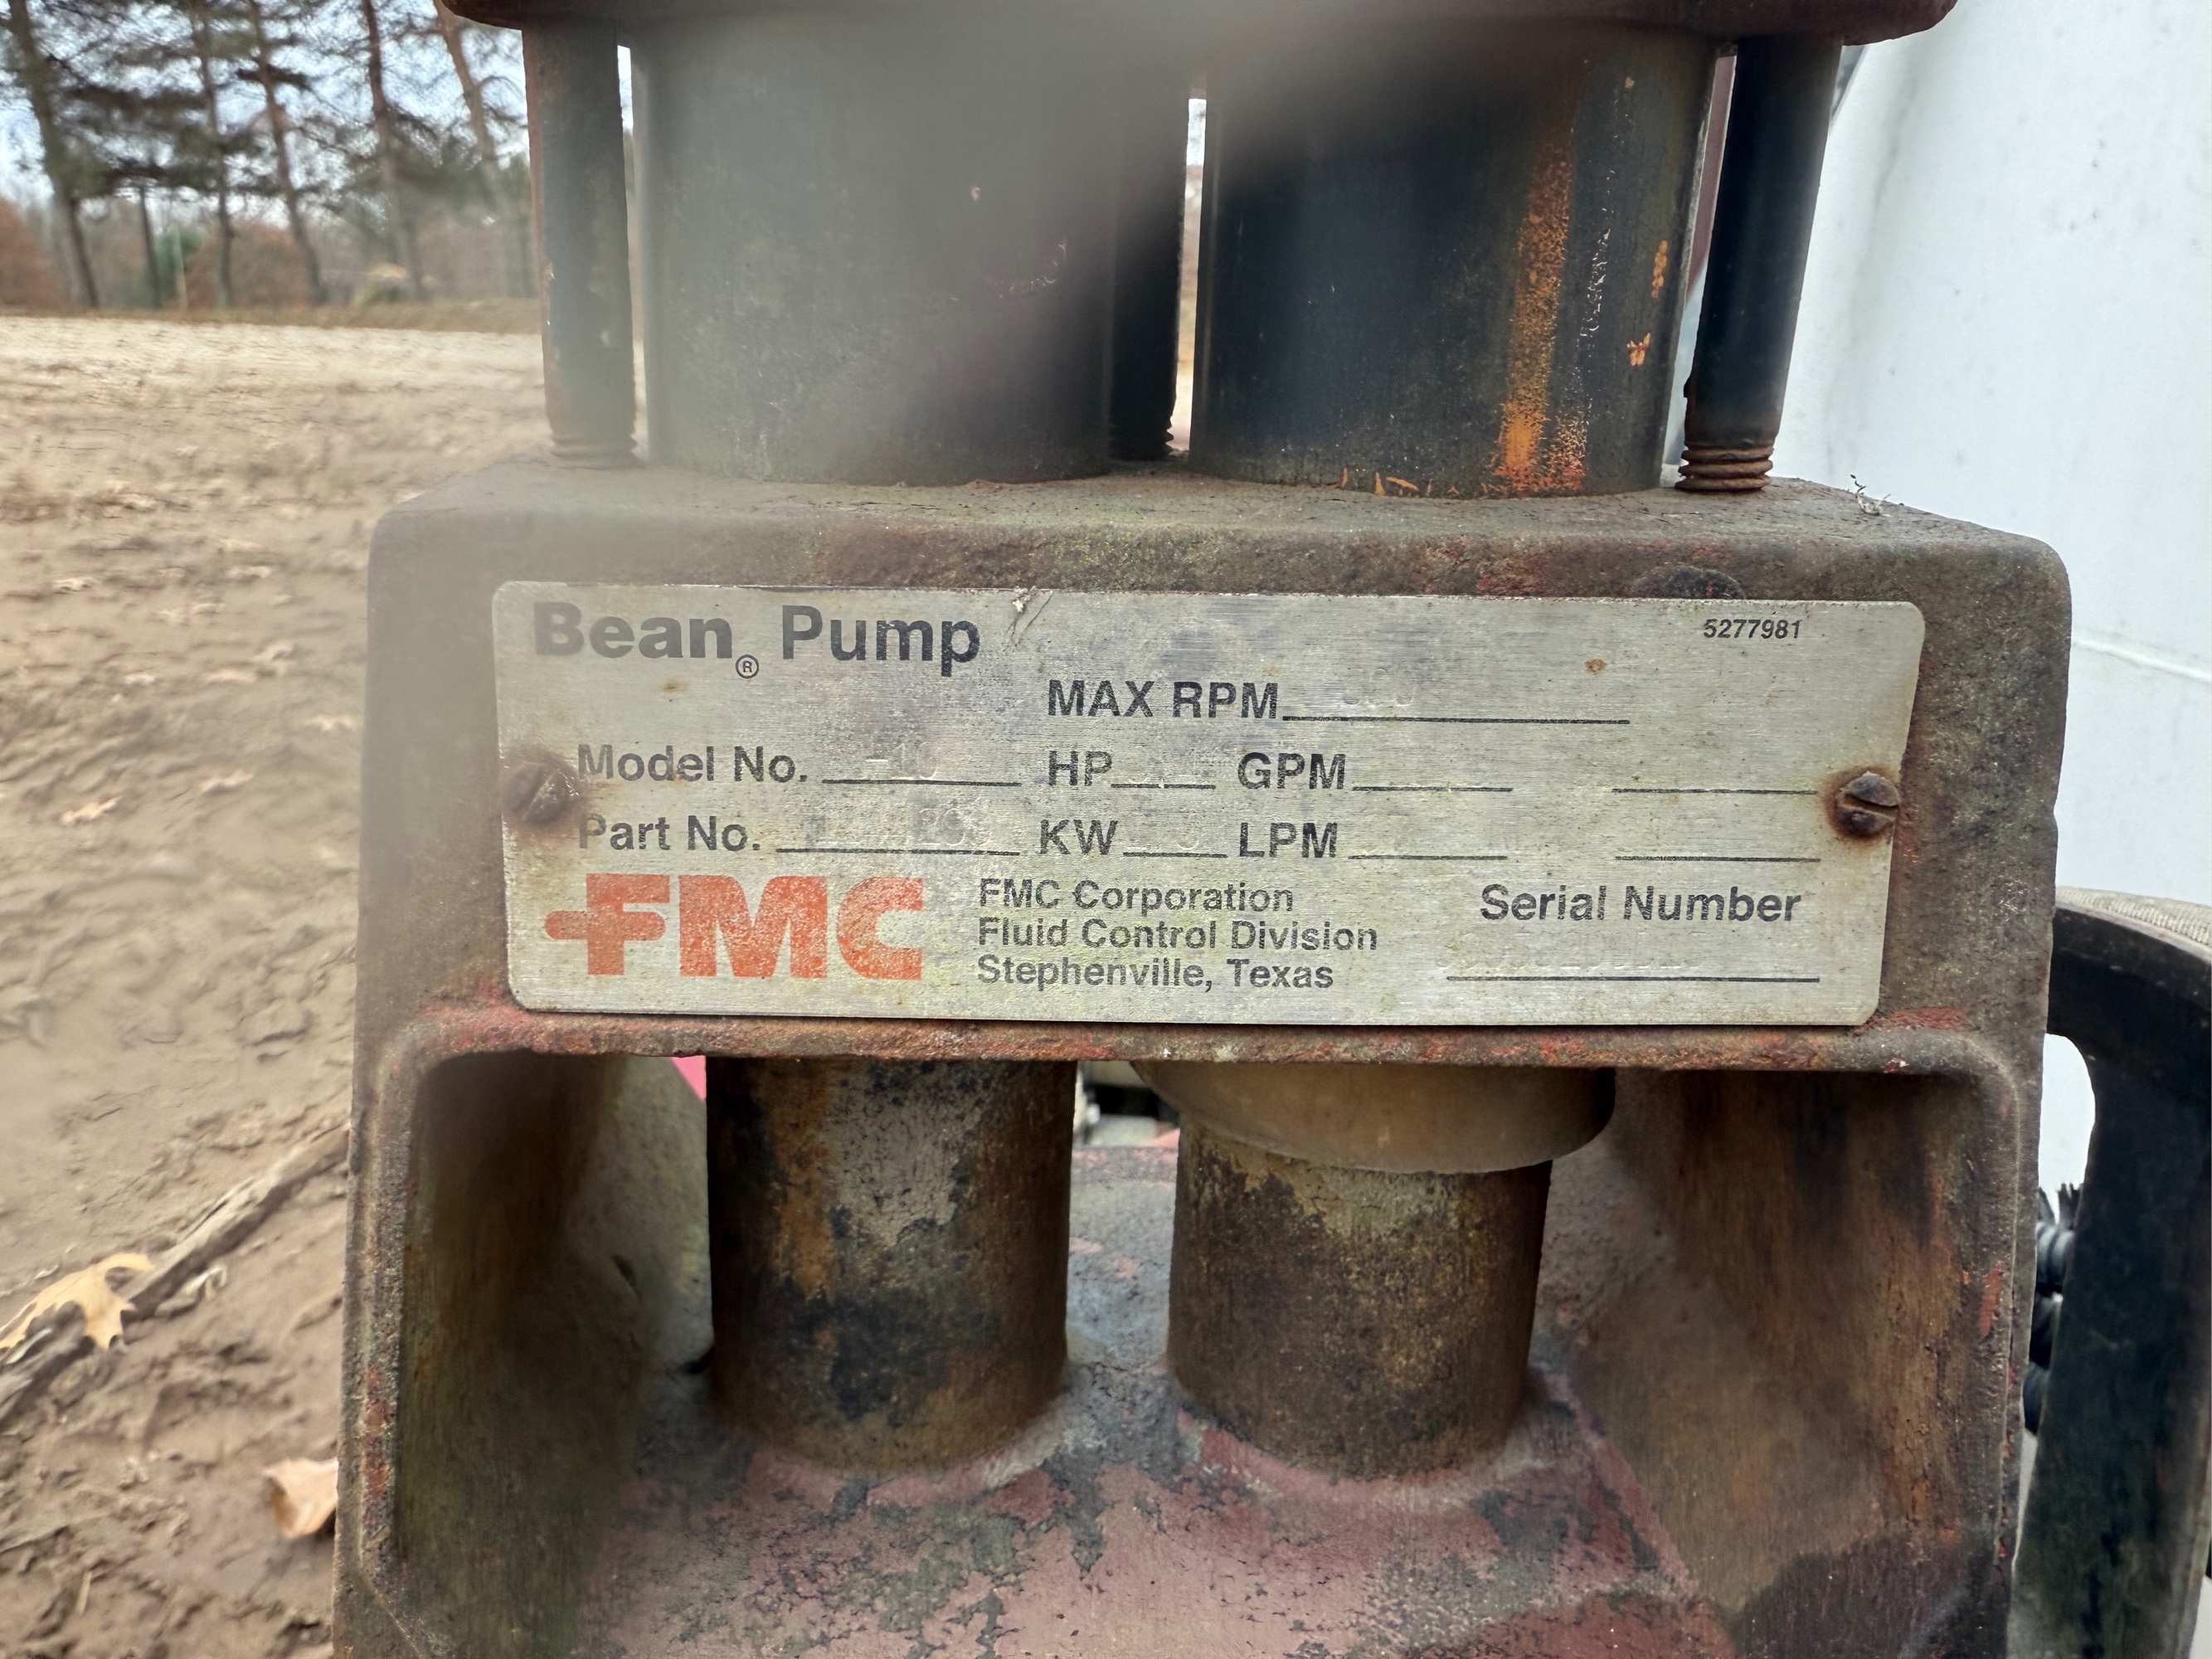 Bean® Pump
5277981
MAX RPM
Model No. HP GPM
Part No. KW LPM
FMC
FMC Corporation
Fluid Control Division
Stephenville, Texas
Serial Number